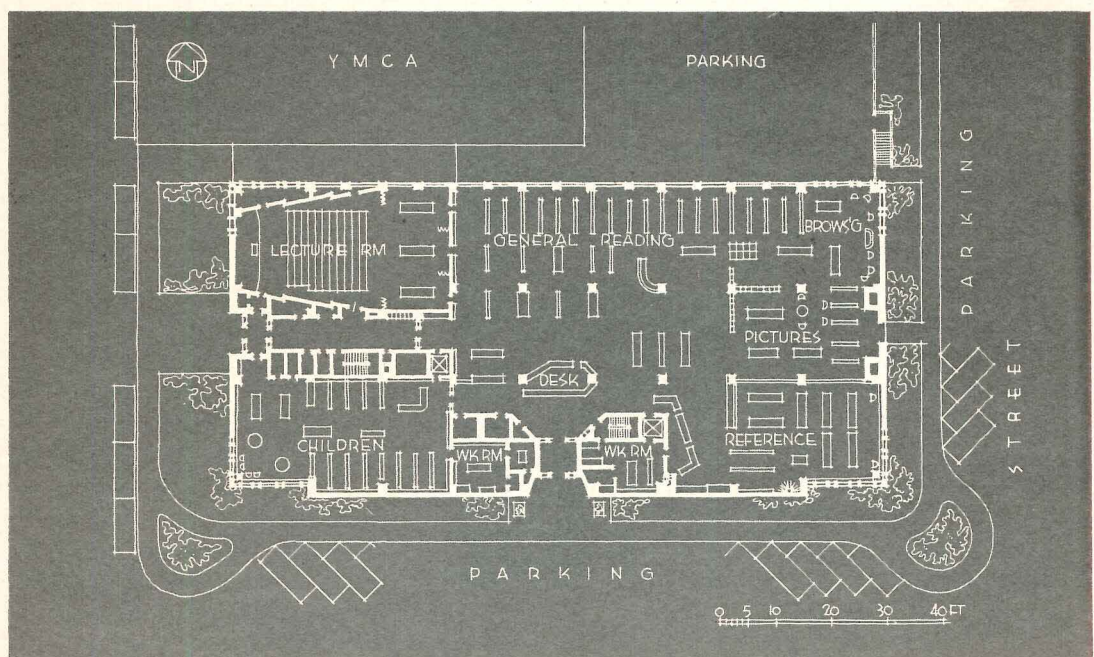 YMCA
PARKING
N
PARKING
STREET
LECTURE RM
GENERAL READING
BROWS'G
PICTURES
DESK
CHILDREN
WK RM
WK RM
REFERENCE
PARKING
0 5 10 20 30 40 FT